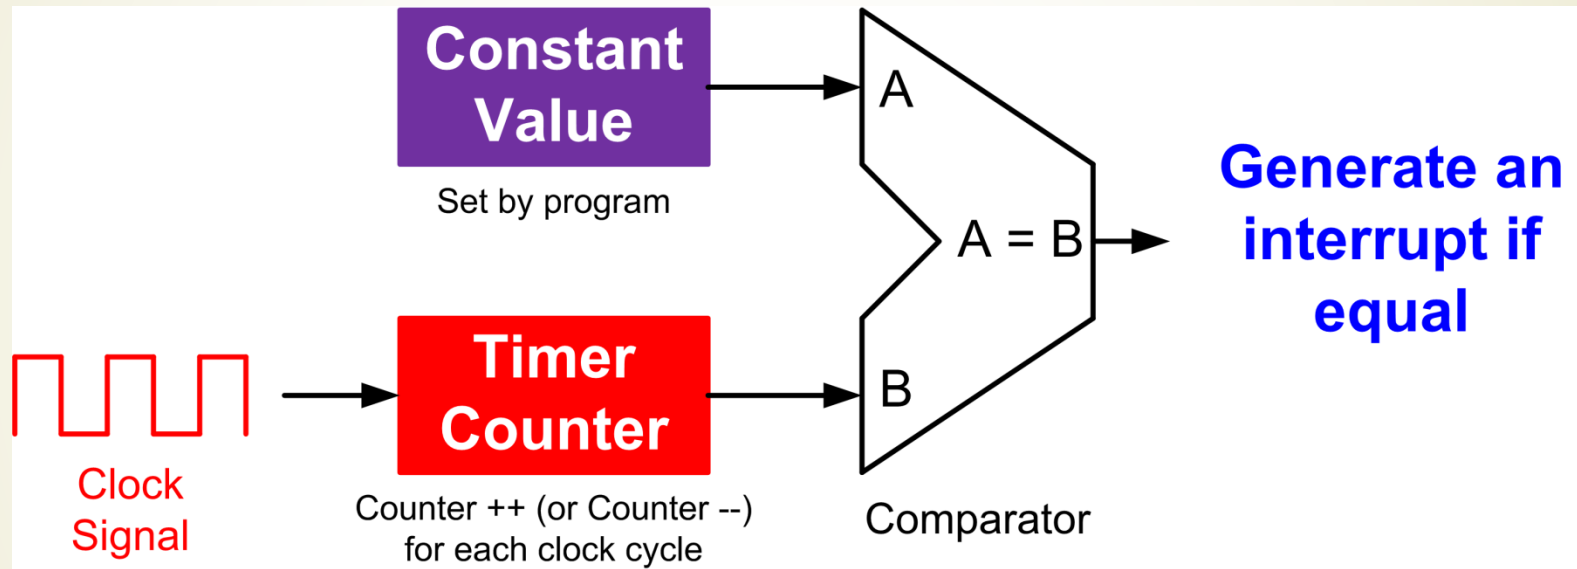 Constant
Value
Set by program
A
A = B
B
Generate an
interrupt if
equal
Clock
Signal
Timer
Counter
Counter ++ (or Counter --)
for each clock cycle
Comparator